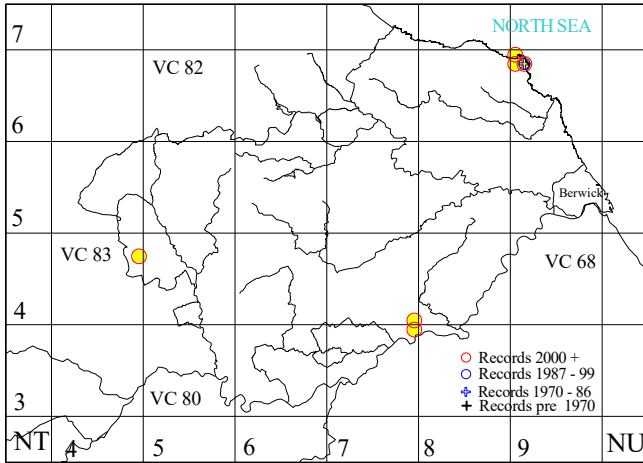 NORTH SEA
7
VC 82
6
Berwick
5
VC 83
VC 68
4
Records 2000 +
Records 1987 - 99
VC 80
Records 1970 - 86
Records pre 1970
3
NT 4 5 6 7 8 9 NU